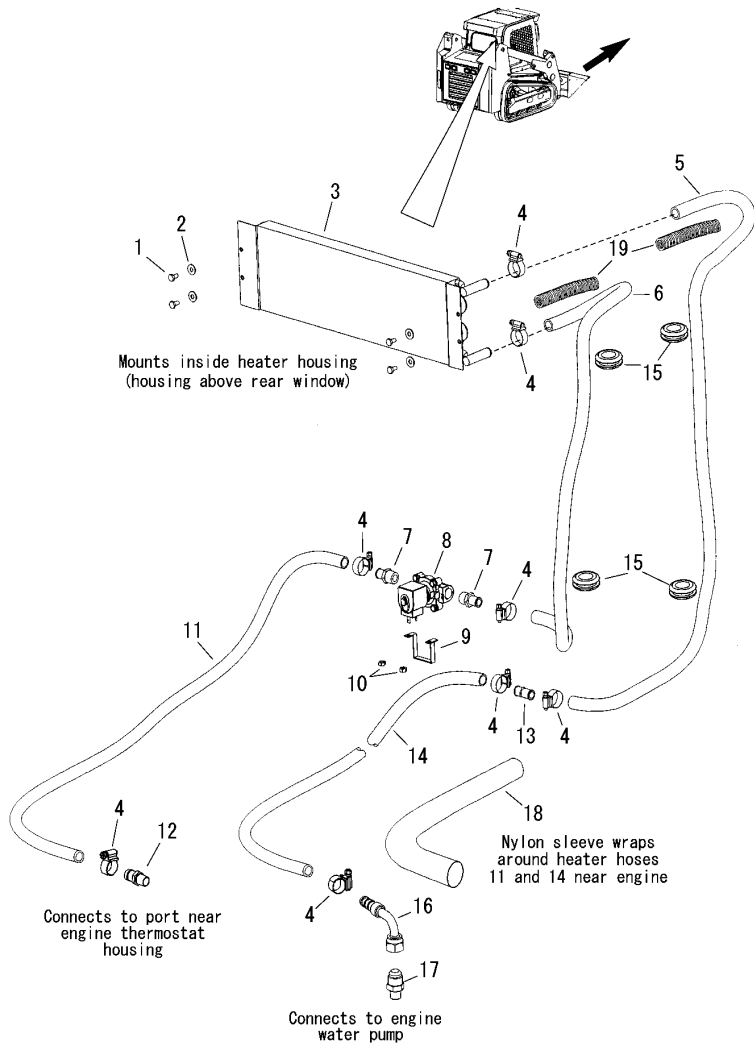 5
3
4
2
1
19
6
Mounts inside heater housing
(housing above rear window)
4
15
4
7
8
7
4
15
11
9
10
4
13
4
14
4
12
18
Nylon sleeve wraps
around heater hoses
11 and 14 near engine
4
16
Connects to port near
engine thermostat
housing
17
Connects to engine
water pump